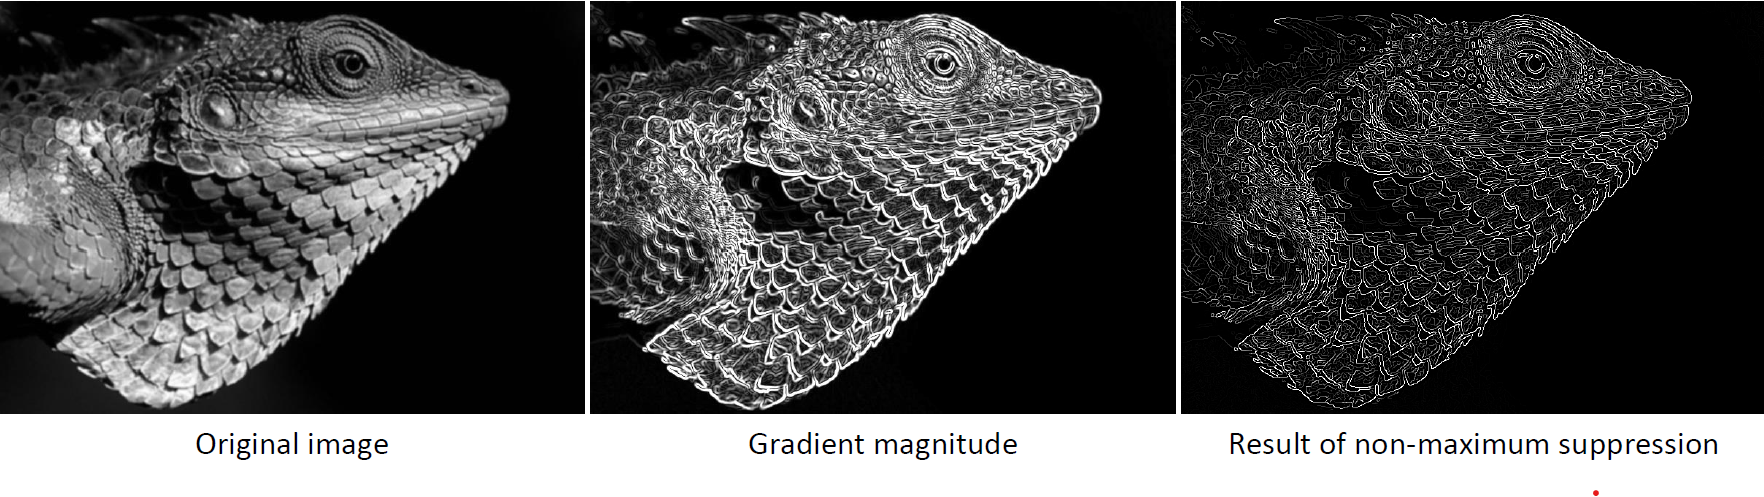 Original image
Gradient magnitude
Result of non-maximum suppression